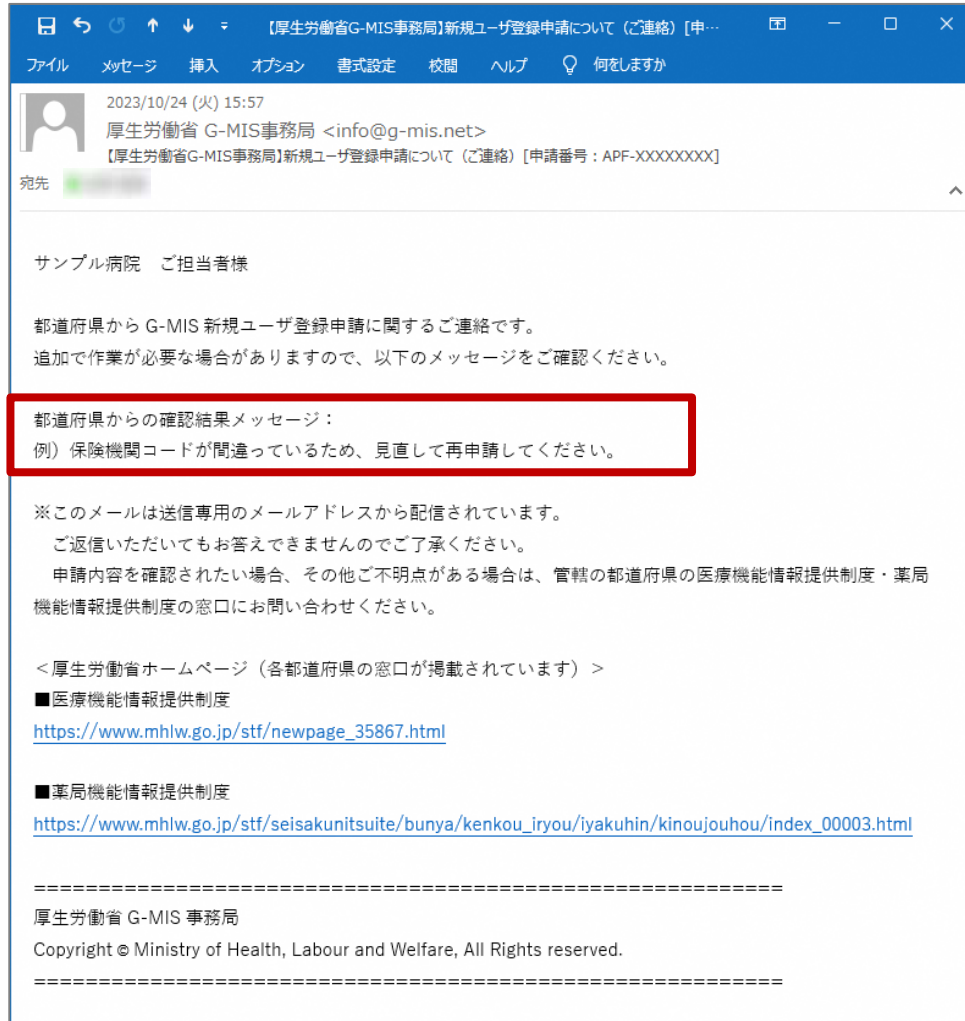 【厚生労働省G-MIS事務局】新規ユーザ登録申請について（ご連絡）[申…
ファイル メッセージ 挿入 オプション 書式設定 校閲 ヘルプ 何をしますか
2023/10/24 (火) 15:57
厚生労働省 G-MIS事務局 <info@g-mis.net>
【厚生労働省G-MIS事務局】新規ユーザ登録申請について（ご連絡）[申請番号：APF-XXXXXXXX]
宛先
サンプル病院　ご担当者様
都道府県から G-MIS 新規ユーザ登録申請に関するご連絡です。
追加で作業が必要な場合がありますので、以下のメッセージをご確認ください。
都道府県からの確認結果メッセージ：
例）保険機関コードが間違っているため、見直して再申請してください。
※このメールは送信専用のメールアドレスから配信されています。
ご返信いただいてもお答えできませんのでご了承ください。
申請内容を確認されたい場合、その他ご不明点がある場合は、管轄の都道府県の医療機能情報提供制度・薬局
機能情報提供制度の窓口にお問い合わせください。
＜厚生労働省ホームページ（各都道府県の窓口が掲載されています）＞
■医療機能情報提供制度
https://www.mhlw.go.jp/stf/newpage_35867.html
■薬局機能情報提供制度
https://www.mhlw.go.jp/stf/seisakunitsuite/bunya/kenkou_iryou/iyakuhin/kinoujouhou/index_00003.html
==========================================================
厚生労働省 G-MIS 事務局
Copyright © Ministry of Health, Labour and Welfare, All Rights reserved.
==========================================================